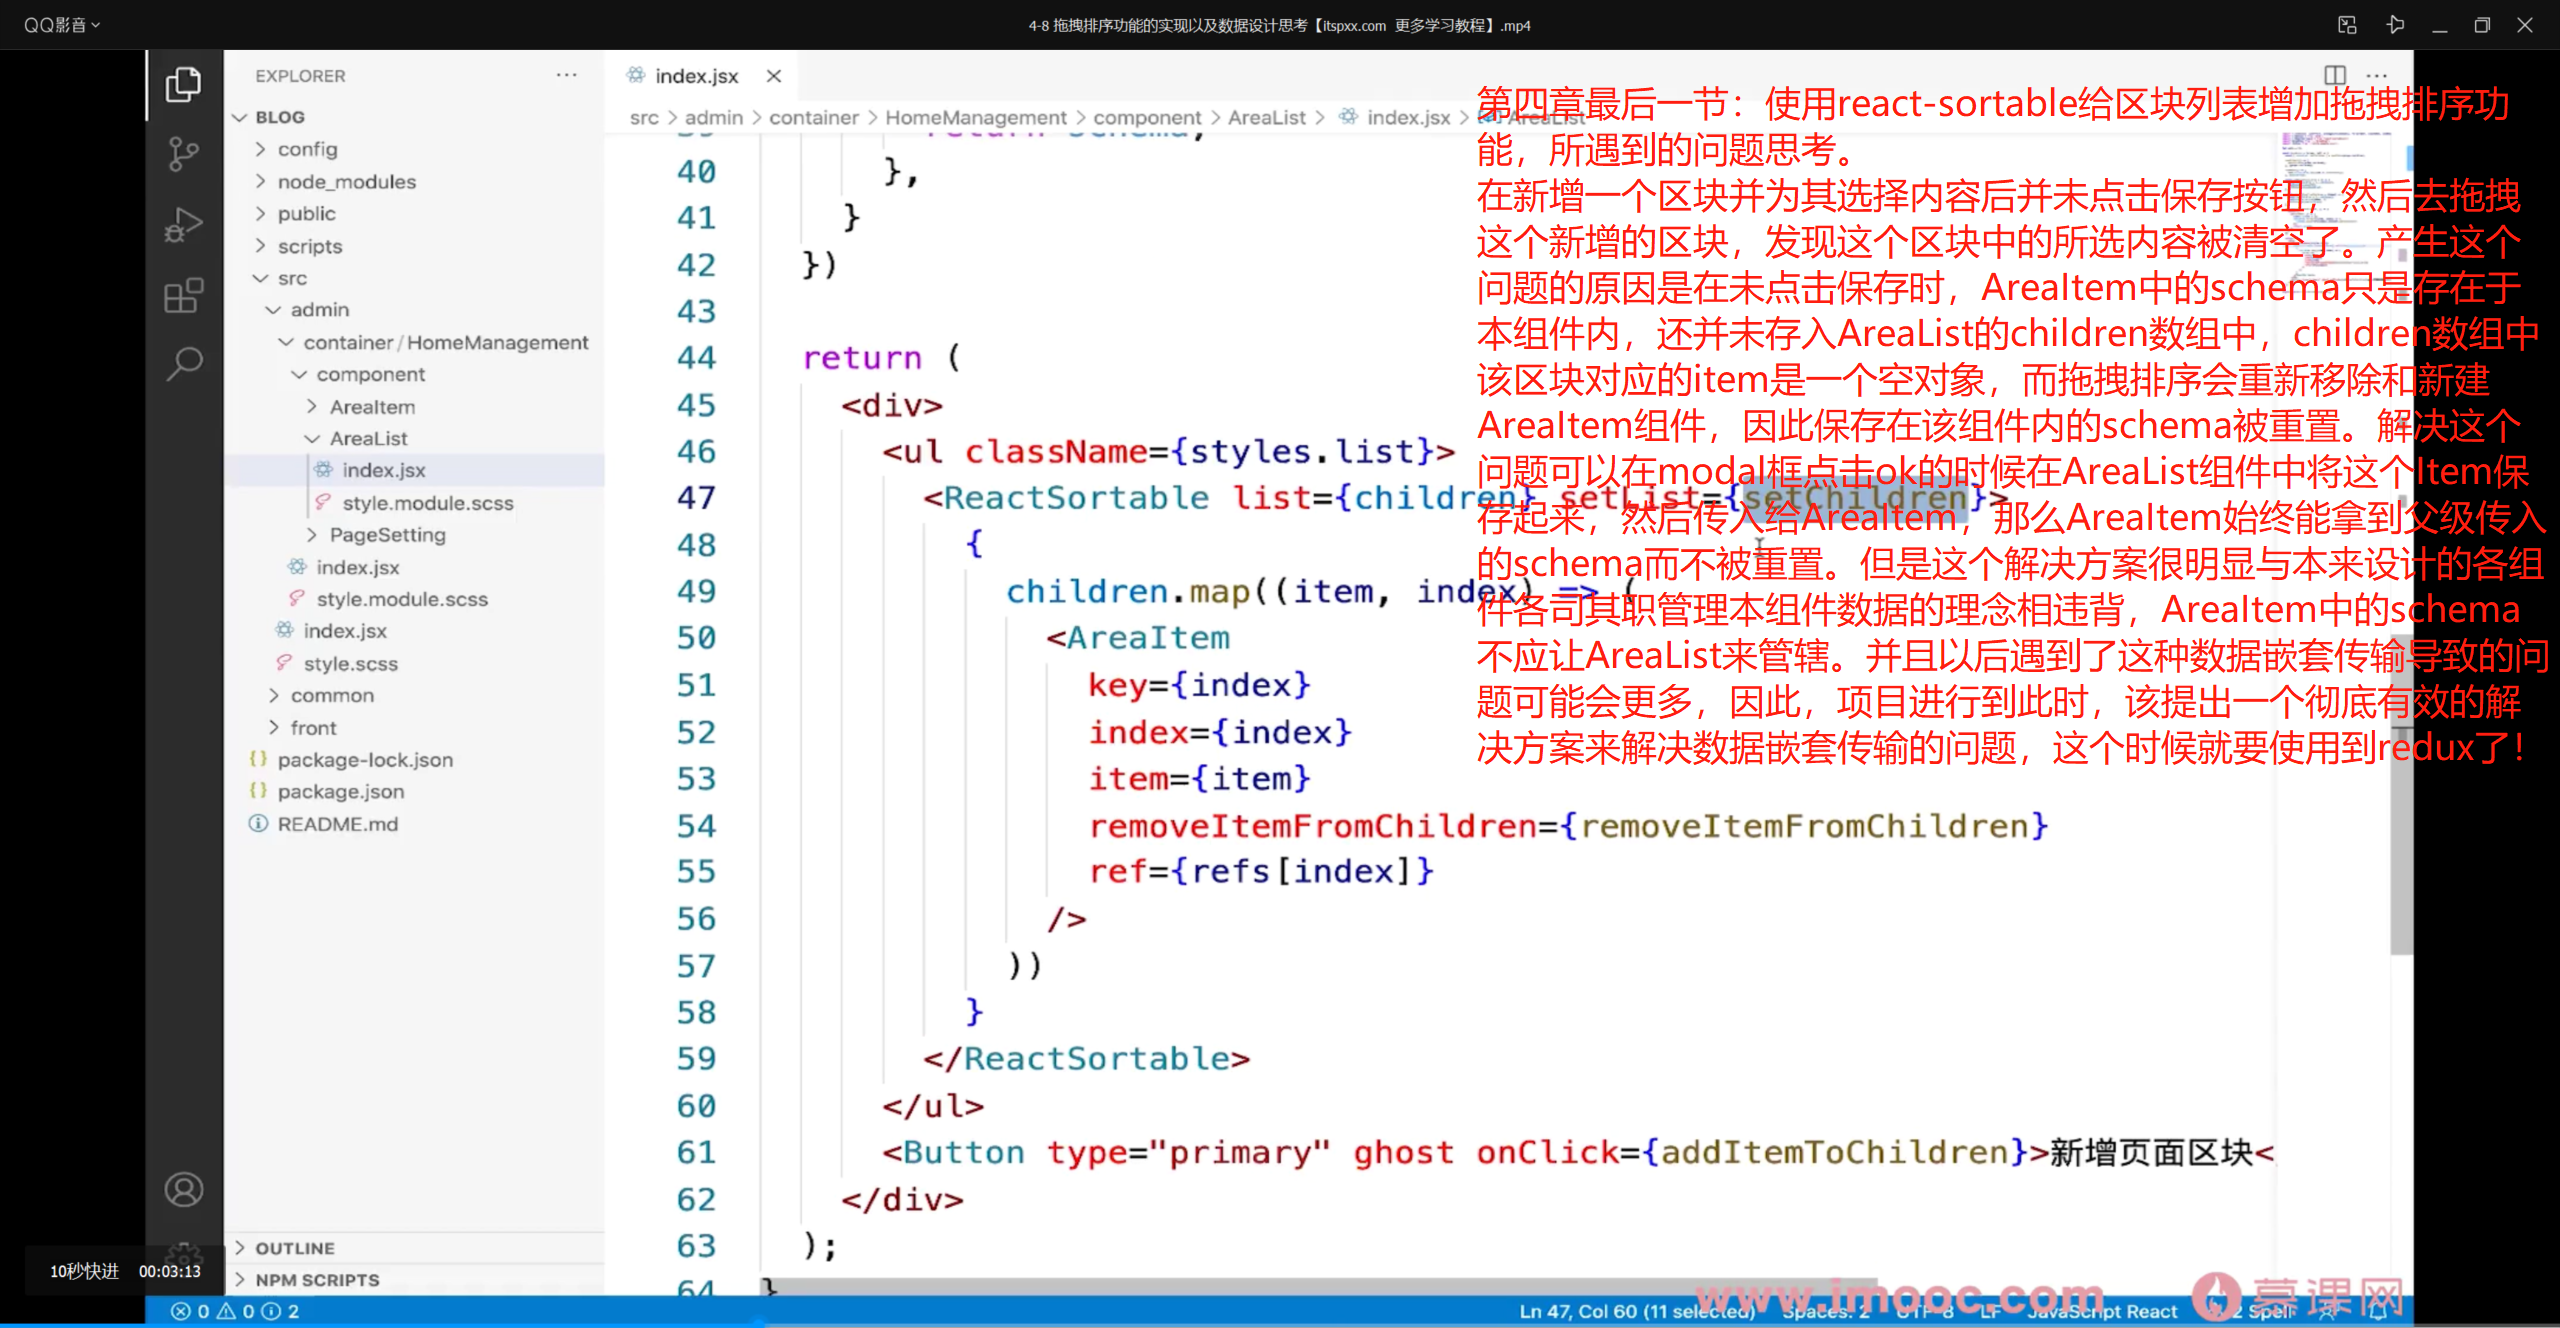 QQ影音
4-8 拖拽排序功能的实现以及数据设计思考【itspxx.com 更多学习教程】.mp4
EXPLORER
BLOG
config
node_modules
public
scripts
src
admin
container/HomeManagement
component
AreaItem
AreaList
index.jsx
style.module.scss
PageSetting
index.jsx
style.module.scss
index.jsx
style.scss
common
front
package-lock.json
package.json
README.md
OUTLINE
NPM SCRIPTS
index.jsx
src > admin > container > HomeManagement > component > AreaList > index.jsx > AreaList
39 return schema;
40 },
41 }
42 })
43
44 return (
45 <div>
46 <ul className={styles.list}>
47 <ReactSortable list={children} setList={setChildren}>
48 {
49 children.map((item, index) => (
50 <AreaItem
51 key={index}
52 index={index}
53 item={item}
54 removeItemFromChildren={removeItemFromChildren}
55 ref={refs[index]}
56 />
57 ))
58 }
59 </ReactSortable>
60 </ul>
61 <Button type="primary" ghost onClick={addItemToChildren}>新增页面区块<
62 </div>
63 );
64 }
第四章最后一节：使用react-sortable给区块列表增加拖拽排序功
能，所遇到的问题思考。
在新增一个区块并为其选择内容后并未点击保存按钮，然后去拖拽
这个新增的区块，发现这个区块中的所选内容被清空了。产生这个
问题的原因是在未点击保存时，AreaItem中的schema只是存在于
本组件内，还并未存入AreaList的children数组中，children数组中
该区块对应的item是一个空对象，而拖拽排序会重新移除和新建
AreaItem组件，因此保存在该组件内的schema被重置。解决这个
问题可以在modal框点击ok的时候在AreaList组件中将这个Item保
存起来，然后传入给AreaItem，那么AreaItem始终能拿到父级传入
的schema而不被重置。但是这个解决方案很明显与本来设计的各组
件各司其职管理本组件数据的理念相违背，AreaItem中的schema
不应让AreaList来管辖。并且以后遇到了这种数据嵌套传输导致的问
题可能会更多，因此，项目进行到此时，该提出一个彻底有效的解
决方案来解决数据嵌套传输的问题，这个时候就要使用到redux了！
10秒快进 00:03:13
0 0 2
Ln 47, Col 60 (11 selected) Spaces: 2 UTF-8 LF JavaScript React 2 Spell
www.imooc.com 慕课网